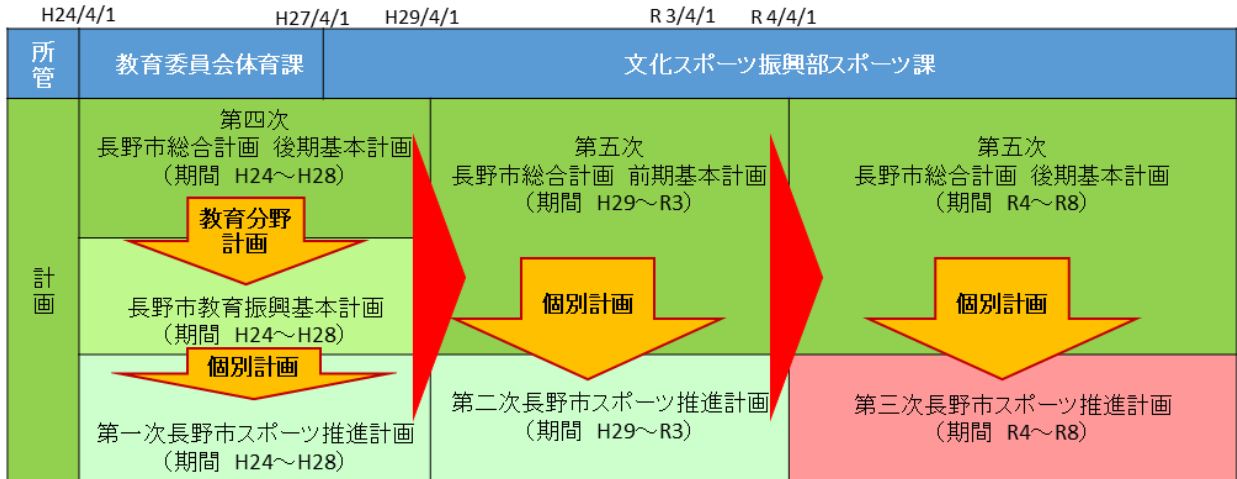 H24/4/1 H27/4/1 H29/4/1 R 3/4/1 R 4/4/1
所管
教育委員会体育課
文化スポーツ振興部スポーツ課
計画
第四次
長野市総合計画 後期基本計画
（期間 H24～H28）
教育分野
計画
長野市教育振興基本計画
（期間 H24～H28）
個別計画
第一次長野市スポーツ推進計画
（期間 H24～H28）
第五次
長野市総合計画 前期基本計画
（期間 H29～R3）
個別計画
第二次長野市スポーツ推進計画
（期間 H29～R3）
第五次
長野市総合計画 後期基本計画
（期間 R4～R8）
個別計画
第三次長野市スポーツ推進計画
（期間 R4～R8）